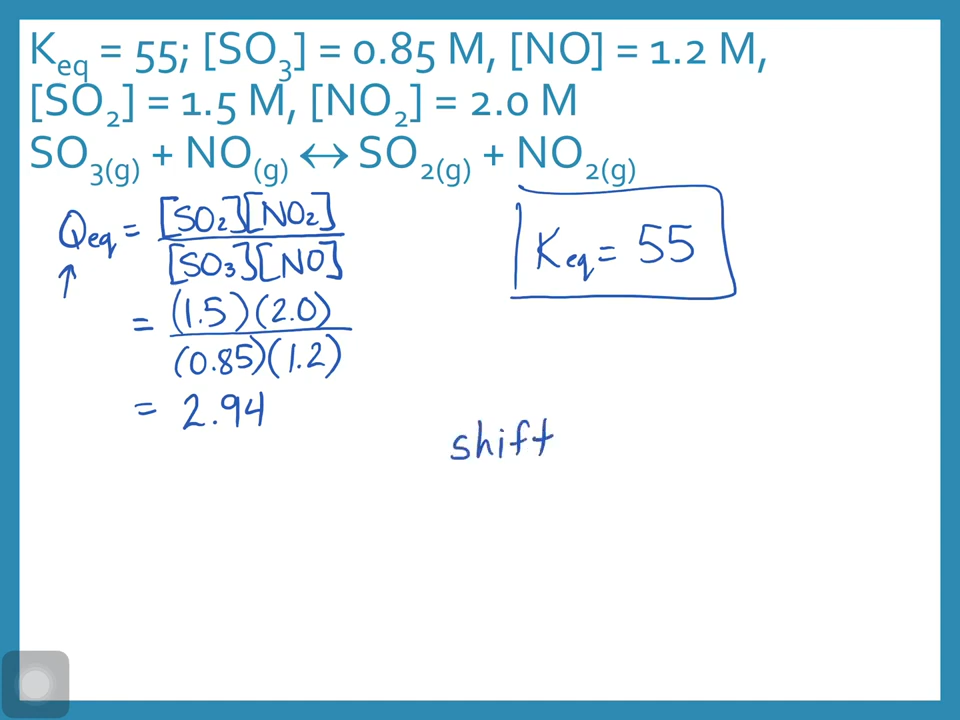 Keq = 55; [SO3] = 0.85 M, [NO] = 1.2 M,
[SO2] = 1.5 M, [NO2] = 2.0 M
SO3(g) + NO(g) ↔ SO2(g) + NO2(g)
Qeq = [SO2][NO2] / [SO3][NO]
↑
= (1.5)(2.0) / (0.85)(1.2)
= 2.94
Keq = 55
shift